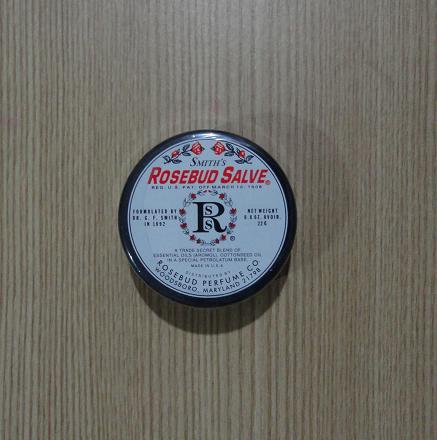 SMITH'S
ROSEBUD SALVE®
REG. U.S. PAT. OFF. MARCH 10, 1908
FORMULATED BY
DR. G. F. SMITH
IN 1892
RSS
®
NET WEIGHT
0.8 OZ. AVOIR.
22G
A TRADE SECRET BLEND OF
ESSENTIAL OILS (AROMOL), COTTONSEED OIL
IN A SPECIAL PETROLATUM BASE.
MADE IN U.S.A.
DISTRIBUTED BY
ROSEBUD PERFUME CO.
WOODSBORO, MARYLAND 21798